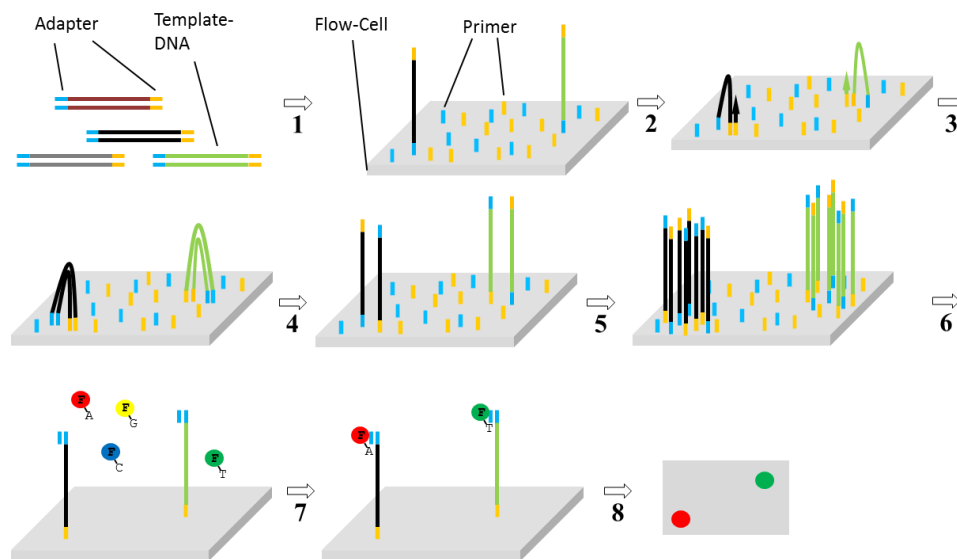 Adapter
Template-
DNA
Flow-Cell
Primer
1
2
3
4
5
6
F
A
F
G
F
C
F
T
7
F
A
F
T
8